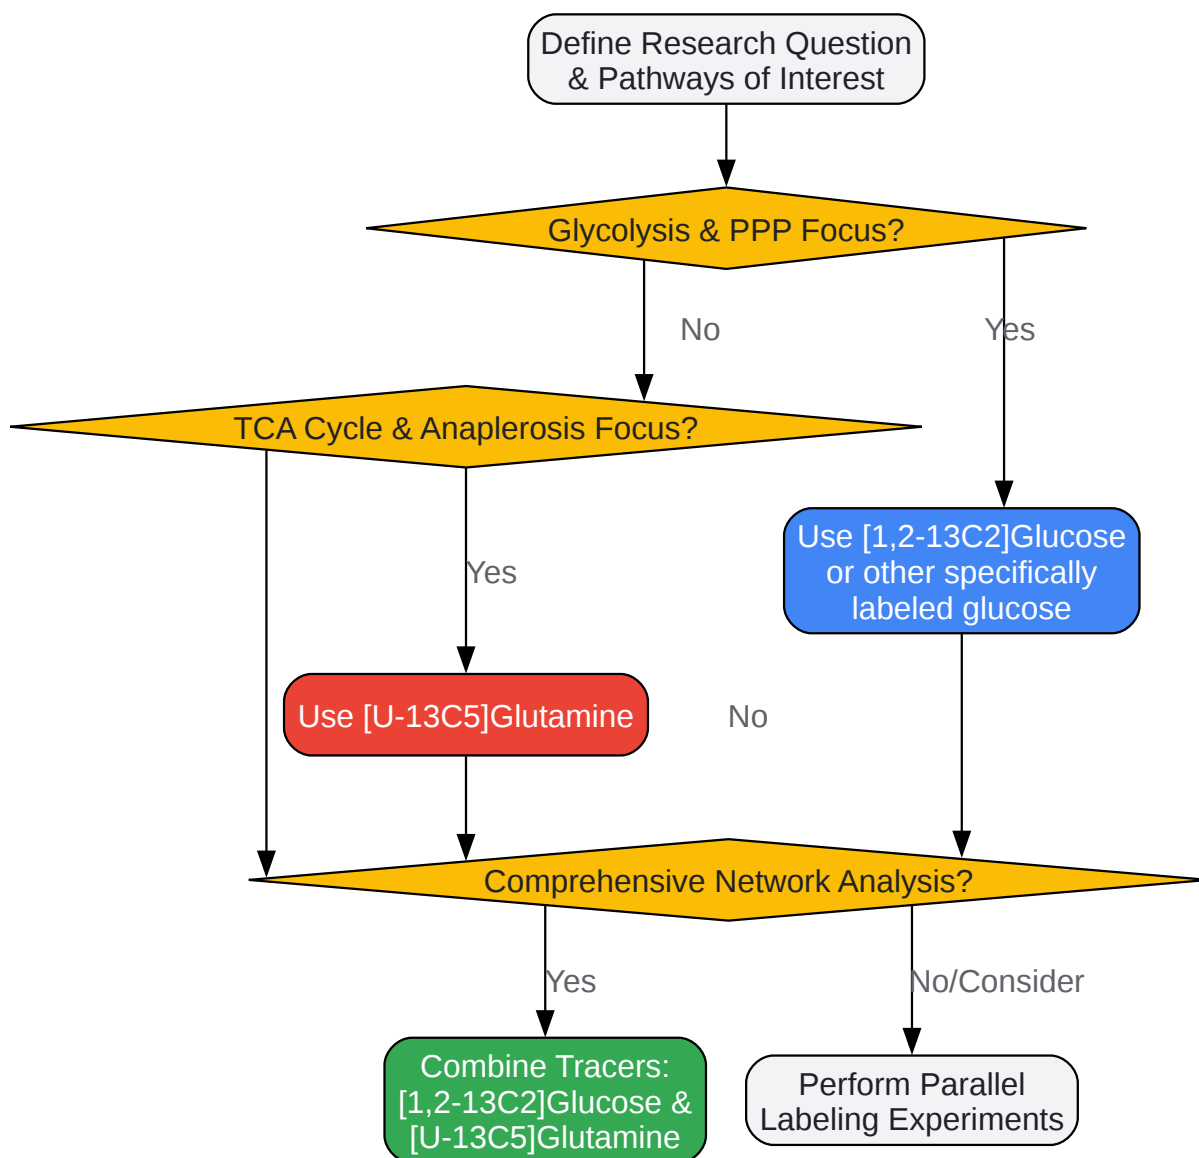 Define Research Question
& Pathways of Interest
Glycolysis & PPP Focus?
No
Yes
TCA Cycle & Anaplerosis Focus?
Use [1,2-13C2]Glucose
or other specifically
labeled glucose
Yes
Use [U-13C5]Glutamine
No
Comprehensive Network Analysis?
Yes
No/Consider
Combine Tracers:
[1,2-13C2]Glucose &
[U-13C5]Glutamine
Perform Parallel
Labeling Experiments